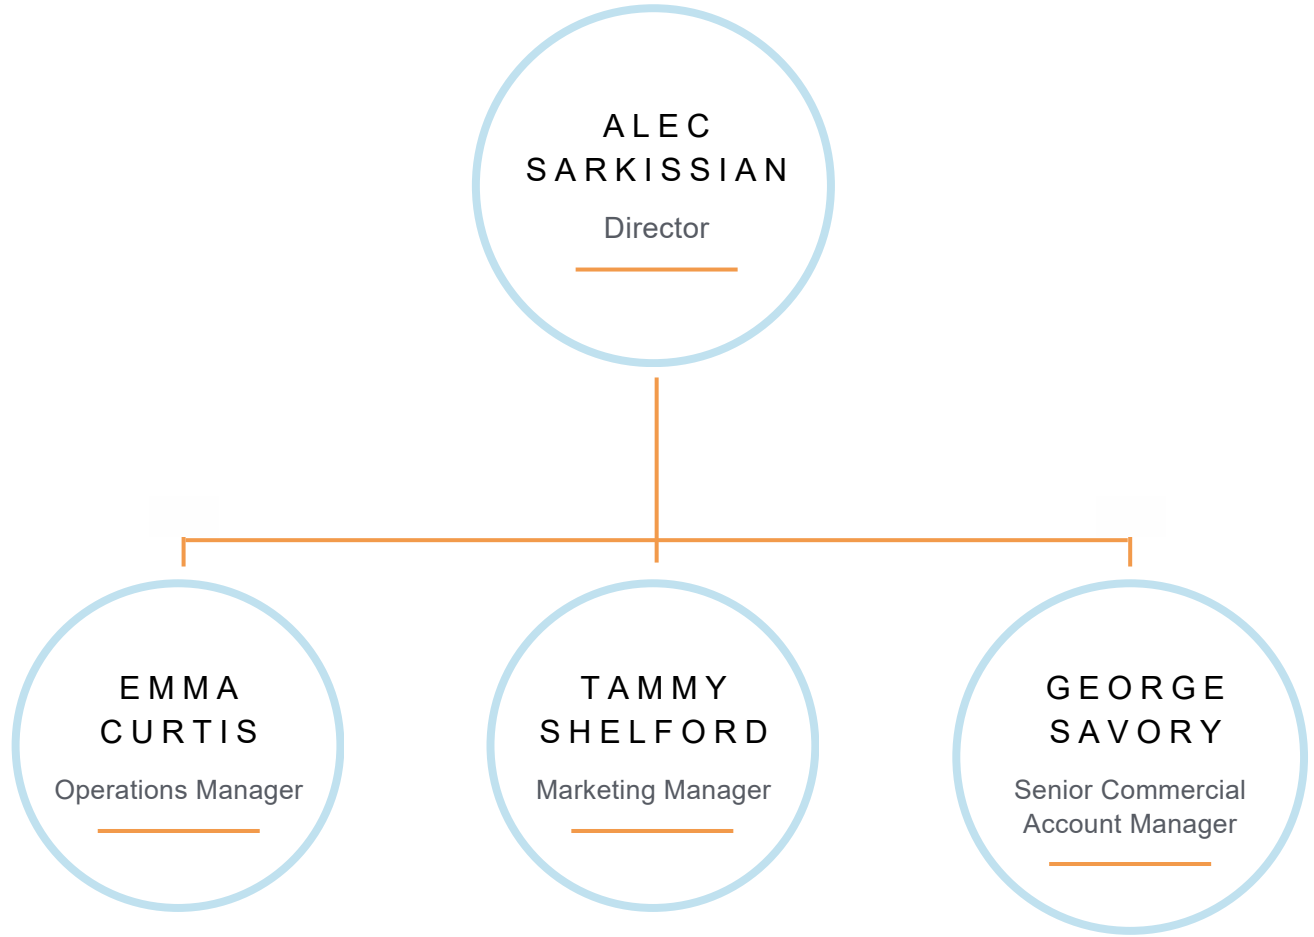 ALEC
SARKISSIAN
Director
EMMA
CURTIS
Operations Manager
TAMMY
SHELFORD
Marketing Manager
GEORGE
SAVORY
Senior Commercial
Account Manager